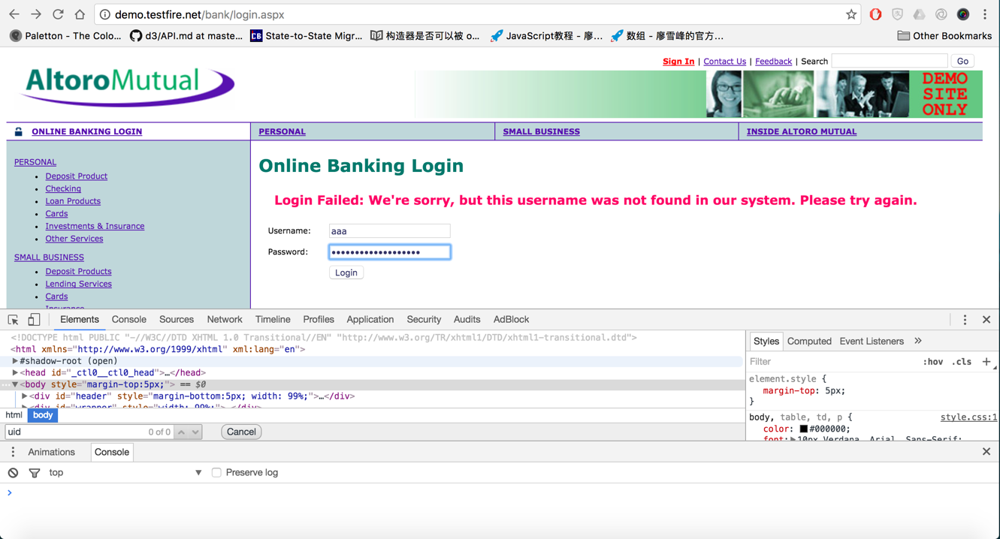 demo.testfire.net/bank/login.aspx
Paletton - The Colo... d3/API.md at maste... CB State-to-State Migr... 构造器是否可以被 o... JavaScript教程 - 廖... 数组 - 廖雪峰的官方... Other Bookmarks
Sign In | Contact Us | Feedback | Search Go
AltoroMutual
DEMO
SITE
ONLY
ONLINE BANKING LOGIN PERSONAL SMALL BUSINESS INSIDE ALTORO MUTUAL
PERSONAL
Deposit Product
Checking
Loan Products
Cards
Investments & Insurance
Other Services
SMALL BUSINESS
Deposit Products
Lending Services
Cards
Insurance
Online Banking Login
Login Failed: We're sorry, but this username was not found in our system. Please try again.
Username: aaa
Password: •••••••••••••••••••
Login
Elements Console Sources Network Timeline Profiles Application Security Audits AdBlock
<!DOCTYPE html PUBLIC "-//W3C//DTD XHTML 1.0 Transitional//EN" "http://www.w3.org/TR/xhtml1/DTD/xhtml1-transitional.dtd">
<html xmlns="http://www.w3.org/1999/xhtml" xml:lang="en">
▶#shadow-root (open)
▶<head id="_ctl0__ctl0_head">…</head>
…▼<body style="margin-top:5px;"> == $0
▶<div id="header" style="margin-bottom:5px; width: 99%;">…</div>
▶<div id="wrapper" style="width: 99%;">…</div>
html body
uid 0 of 0 Cancel
Styles Computed Event Listeners »
Filter :hov .cls +
element.style {
margin-top: 5px;
}
body, table, td, p { style.css:1
color: #000000;
font:▶10px Verdana, Arial, Sans-Serif;
Animations Console
top ▼ Preserve log
>